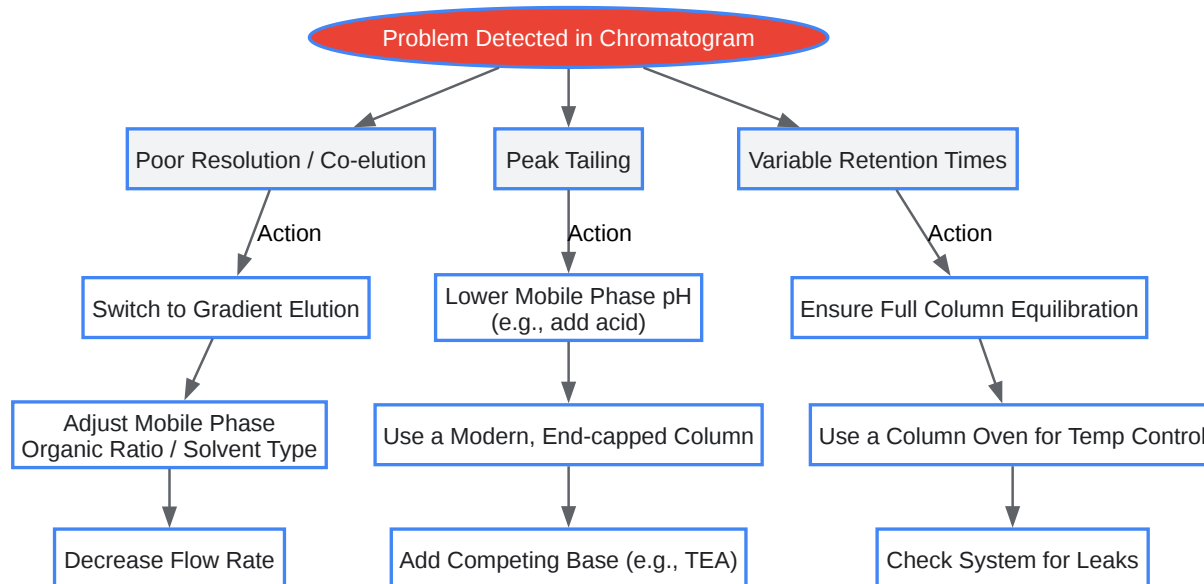 Problem Detected in Chromatogram
Poor Resolution / Co-elution
Peak Tailing
Variable Retention Times
Action
Action
Action
Switch to Gradient Elution
Lower Mobile Phase pH
(e.g., add acid)
Ensure Full Column Equilibration
Adjust Mobile Phase
Organic Ratio / Solvent Type
Use a Modern, End-capped Column
Use a Column Oven for Temp Control
Decrease Flow Rate
Add Competing Base (e.g., TEA)
Check System for Leaks